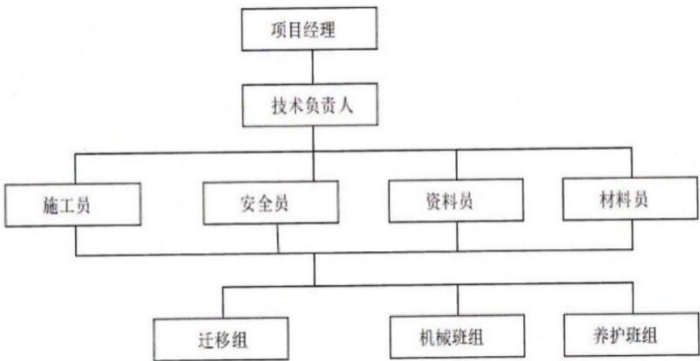 项目经理
技术负责人
施工员
安全员
资料员
材料员
迁移组
机械班组
养护班组